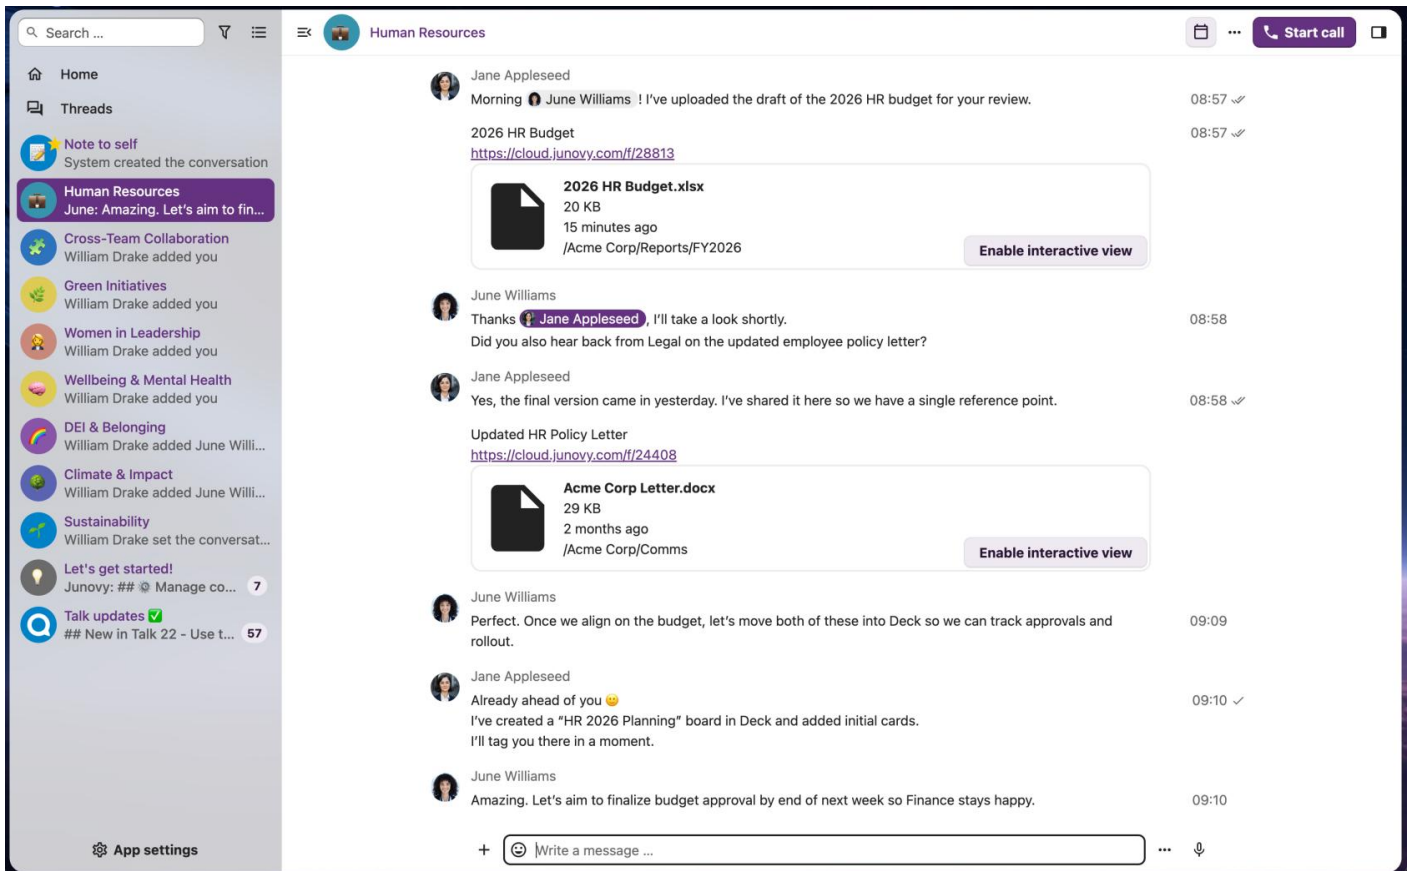 Search ...
Home
Threads
Note to self
System created the conversation
Human Resources
June: Amazing. Let's aim to fin...
Cross-Team Collaboration
William Drake added you
Green Initiatives
William Drake added you
Women in Leadership
William Drake added you
Wellbeing & Mental Health
William Drake added you
DEI & Belonging
William Drake added June Willi...
Climate & Impact
William Drake added June Willi...
Sustainability
William Drake set the conversat...
Let's get started!
Junovy: ## ⚙️ Manage co... 7
Talk updates ✅
## New in Talk 22 - Use t... 57
App settings
Human Resources
Start call
Jane Appleseed
Morning June Williams ! I've uploaded the draft of the 2026 HR budget for your review. 08:57
2026 HR Budget 08:57
https://cloud.junovy.com/f/28813
2026 HR Budget.xlsx
20 KB
15 minutes ago
/Acme Corp/Reports/FY2026
Enable interactive view
June Williams
Thanks Jane Appleseed , I'll take a look shortly. 08:58
Did you also hear back from Legal on the updated employee policy letter?
Jane Appleseed
Yes, the final version came in yesterday. I've shared it here so we have a single reference point. 08:58
Updated HR Policy Letter
https://cloud.junovy.com/f/24408
Acme Corp Letter.docx
29 KB
2 months ago
/Acme Corp/Comms
Enable interactive view
June Williams
Perfect. Once we align on the budget, let's move both of these into Deck so we can track approvals and 09:09
rollout.
Jane Appleseed
Already ahead of you 🙂 09:10
I've created a "HR 2026 Planning" board in Deck and added initial cards.
I'll tag you there in a moment.
June Williams
Amazing. Let's aim to finalize budget approval by end of next week so Finance stays happy. 09:10
Write a message ...